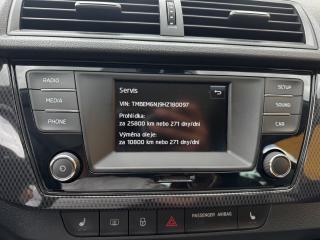 Servis
RADIO
MEDIA
PHONE
VIN: TMBEM6NJ9HZ180097
Prohlídka:
za 25800 km nebo 271 dny/dní
Výměna oleje:
za 10800 km nebo 271 dny/dní
SETUP
SOUND
CAR
PASSENGER AIRBAG